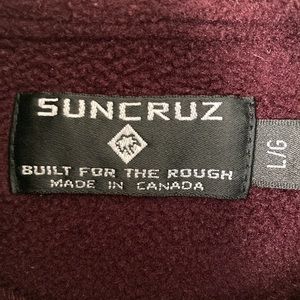 SUNCRUZ
BUILT FOR THE ROUGH
MADE IN CANADA
L/G